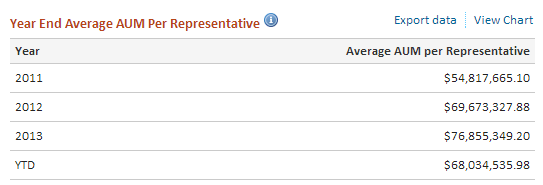 Year End Average AUM Per Representative
Export data View Chart
Year Average AUM per Representative
2011 $54,817,665.10
2012 $69,673,327.88
2013 $76,855,349.20
YTD $68,034,535.98